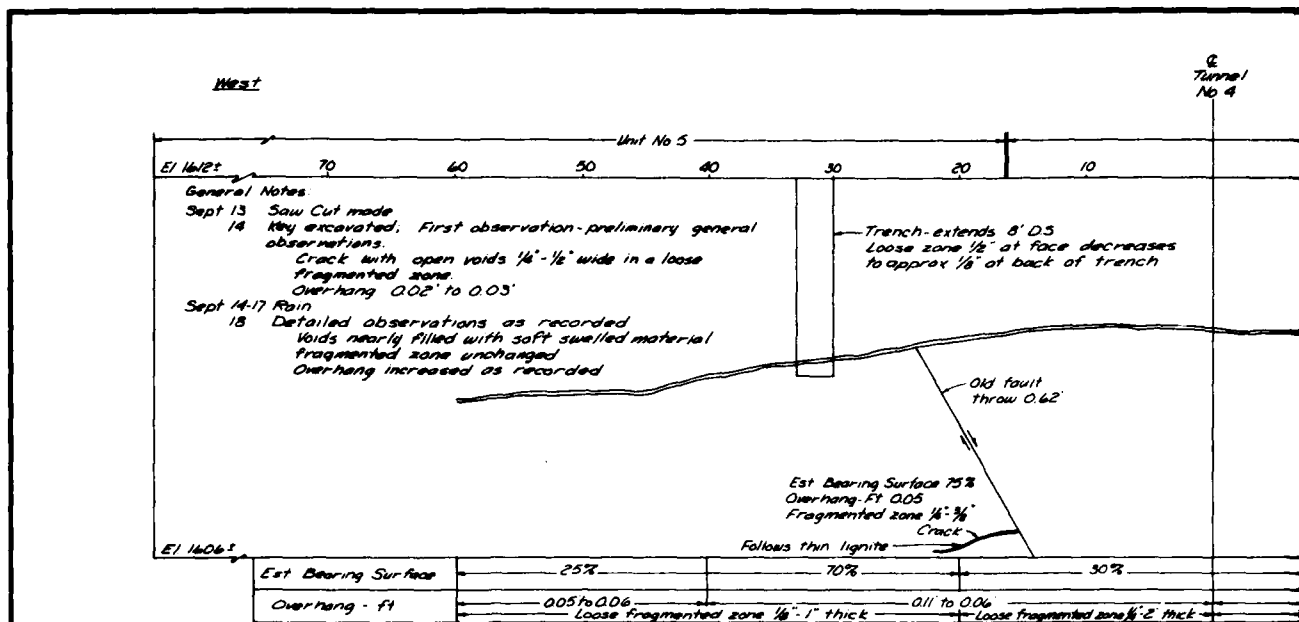 West
℄
Tunnel
No 4
Unit No 5
El 1612±
70 60 50 40 30 20 10
General Notes:
Sept 13 Saw Cut made
14 Key excavated; First observation-preliminary general
observations.
Crack with open voids 1/4"-1/2" wide in a loose
fragmented zone.
Overhang 0.02' to 0.03'
Sept 14-17 Rain
18 Detailed observations as recorded
Voids nearly filled with soft swelled material
fragmented zone unchanged
Overhang increased as recorded
Trench-extends 8' DS
Loose zone 1/2" at face decreases
to approx 1/8" at back of trench
Old fault
throw 0.62'
Est Bearing Surface 75%
Overhang-Ft 0.05
Fragmented zone 1/4"-3/8"
Crack
Follows thin lignite
El 1606±
Est Bearing Surface 25% 70% 30%
Overhang - ft 0.05 to 0.06 0.11 to 0.06
Loose fragmented zone 1/8"-1" thick Loose fragmented zone 1/4"-2" thick